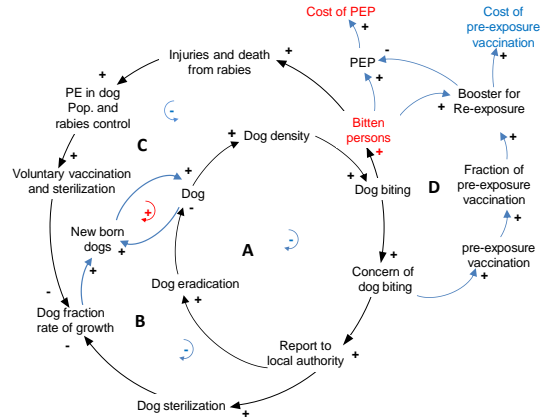 Cost of PEP
Cost of
pre-exposure
vaccination
+
+
Injuries and death
from rabies
+
-
PEP
+
Booster for
Re-exposure
+
+
PE in dog
Pop. and
rabies control
-
C
Bitten
persons
+
+
Dog density
+
+
Voluntary vaccination
and sterilization
+
Dog
-
+
Dog biting
D
Fraction of
pre-exposure
vaccination
+
New born
dogs
+
+
A
-
+
pre-exposure
vaccination
+
Concern of
dog biting
Dog eradication
+
-
Dog fraction
rate of growth
-
B
-
Report to
local authority
+
Dog sterilization
+